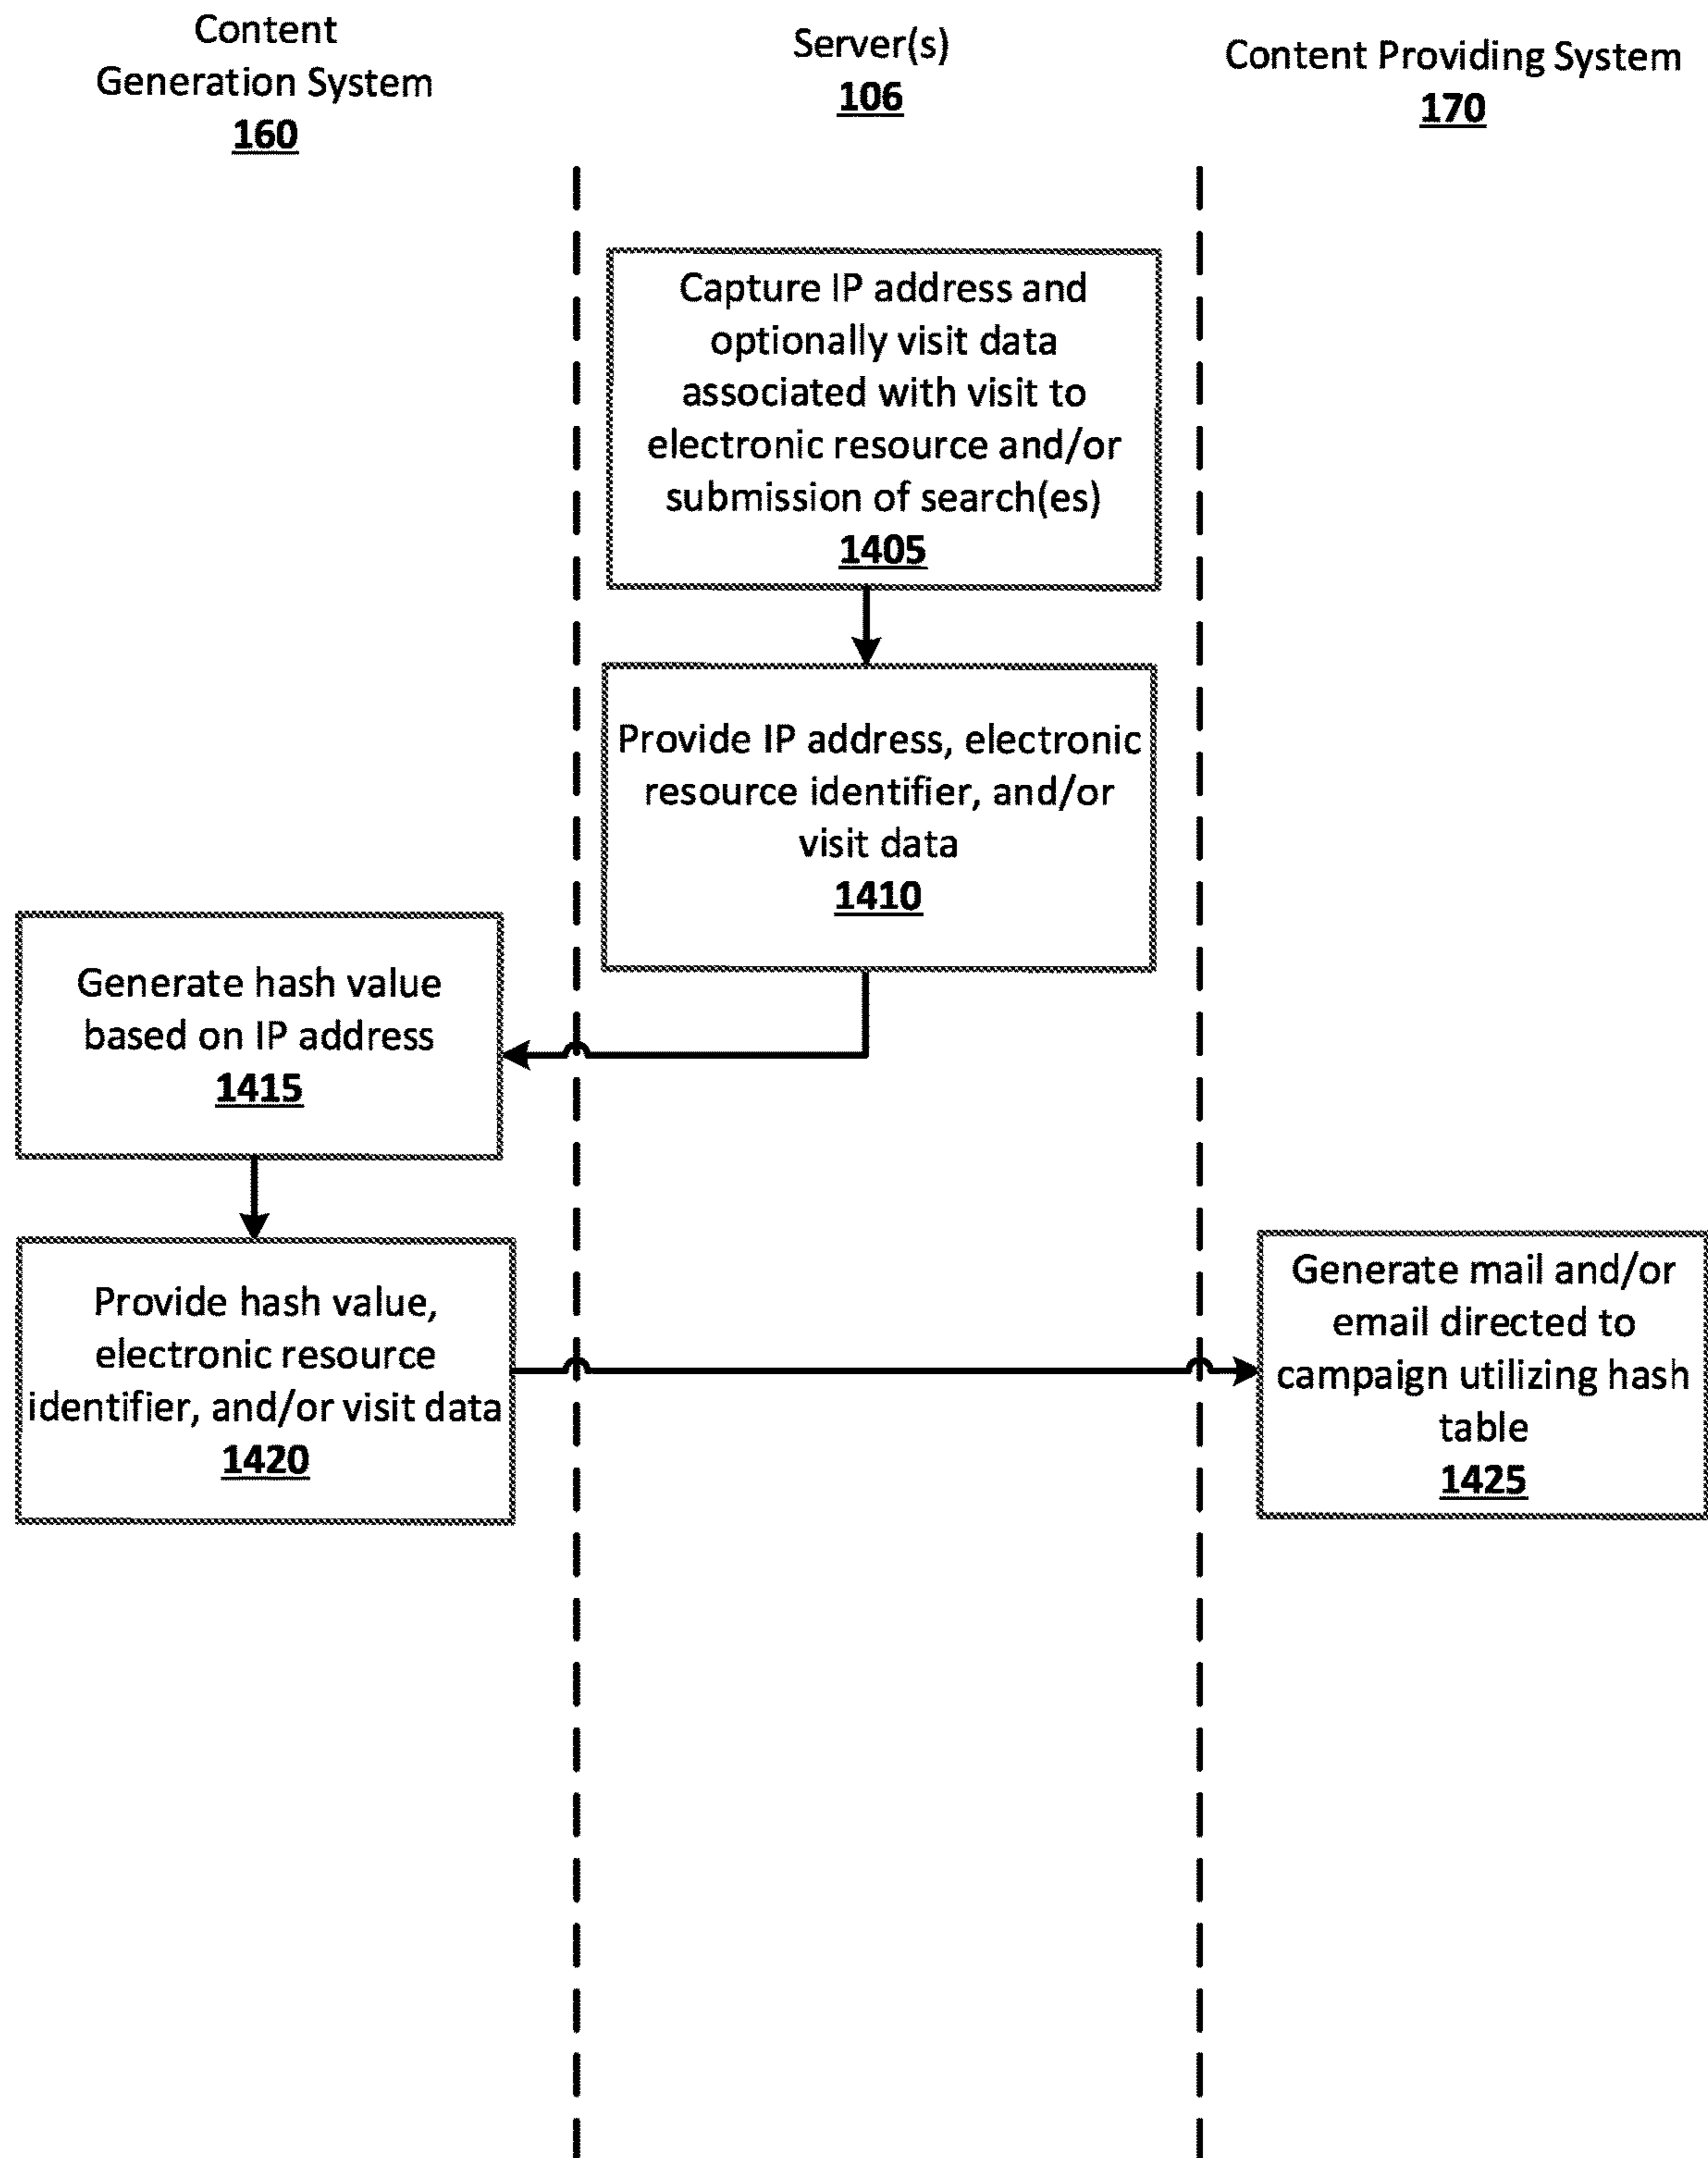 Content
Generation System
160
Server(s)
106
Content Providing System
170
Capture IP address and
optionally visit data
associated with visit to
electronic resource and/or
submission of search(es)
1405
Provide IP address, electronic
resource identifier, and/or
visit data
1410
Generate hash value
based on IP address
1415
Provide hash value,
electronic resource
identifier, and/or visit data
1420
Generate mail and/or
email directed to
campaign utilizing hash
table
1425